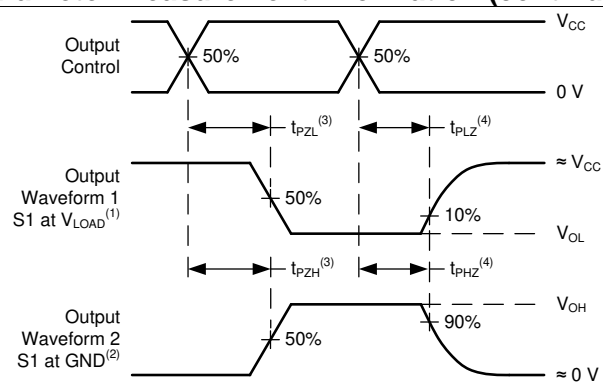 Output
Control
50%
50%
V_CC
0 V
t_PZL^(3)
t_PLZ^(4)
Output
Waveform 1
S1 at V_LOAD^(1)
50%
10%
≈ V_CC
V_OL
t_PZH^(3)
t_PHZ^(4)
Output
Waveform 2
S1 at GND^(2)
50%
90%
V_OH
≈ 0 V